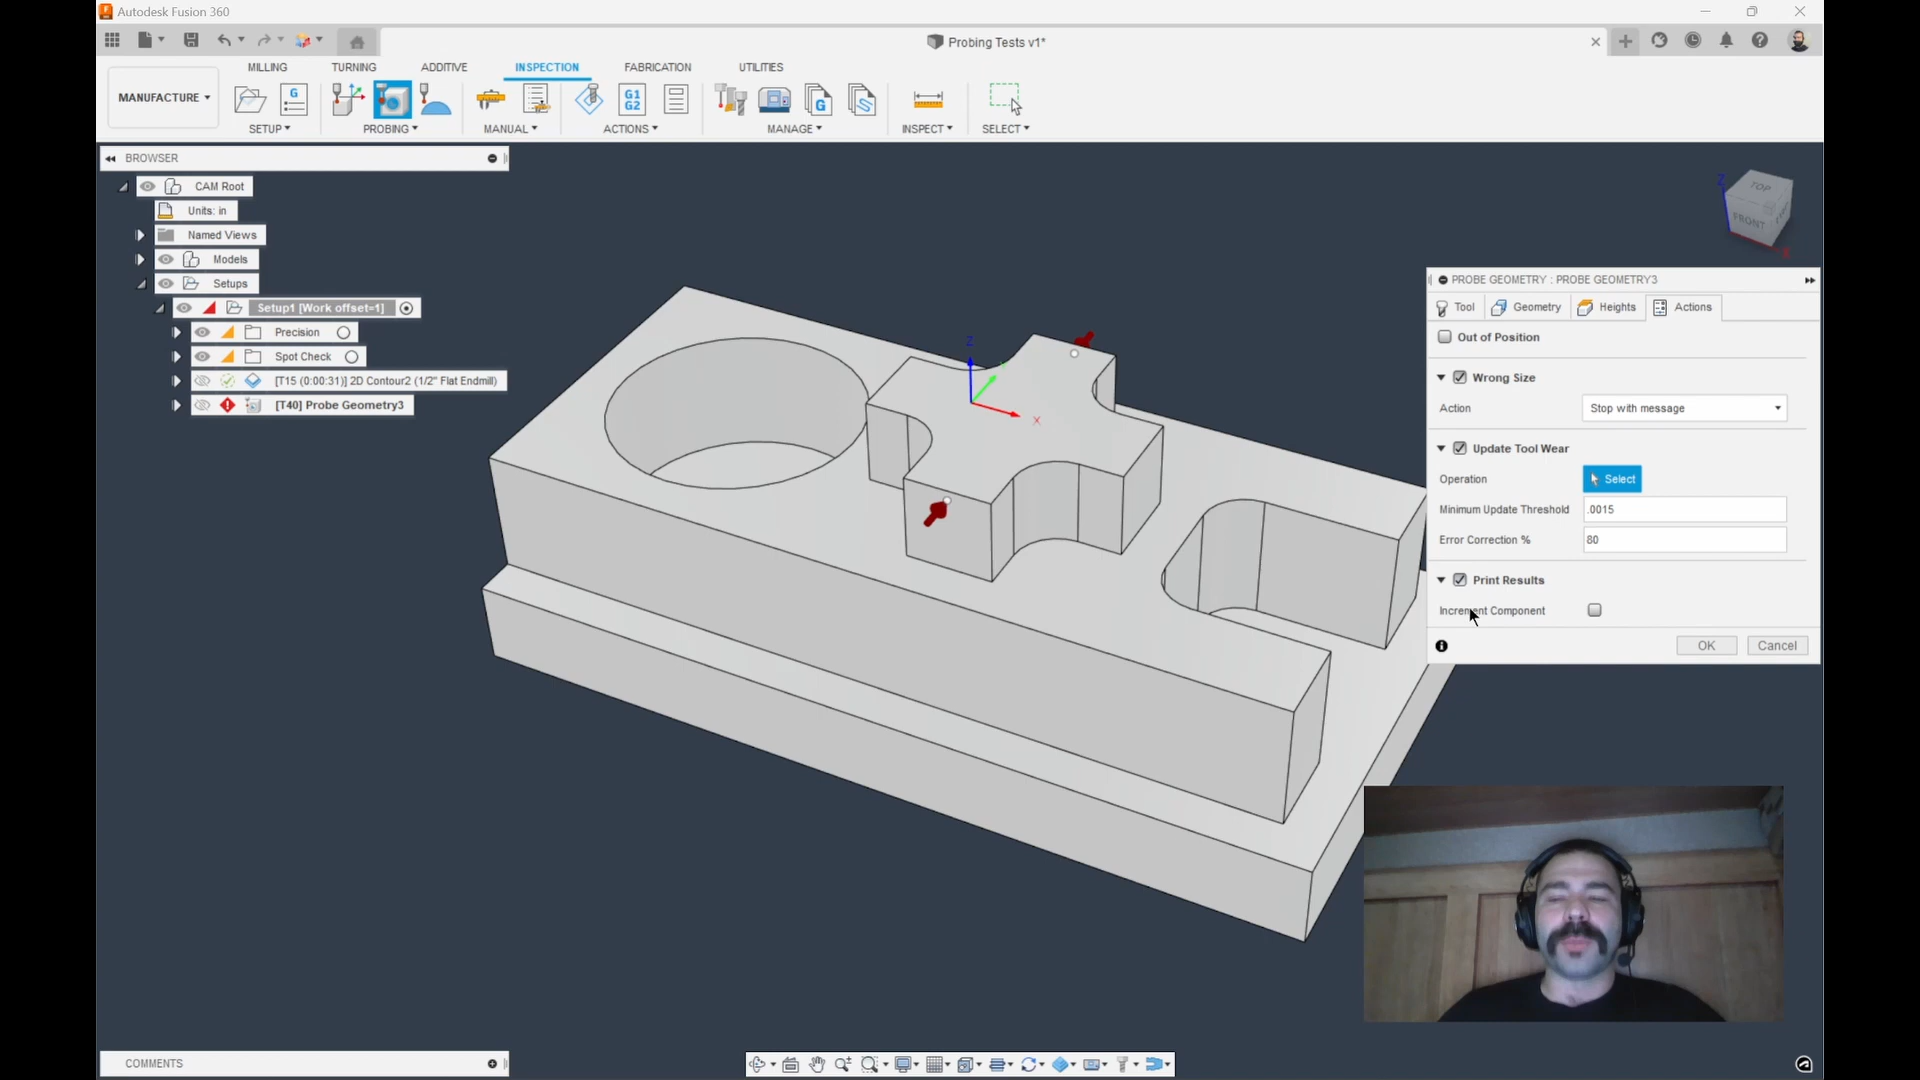 Autodesk Fusion 360
Probing Tests v1*
MILLING TURNING ADDITIVE INSPECTION FABRICATION UTILITIES
MANUFACTURE
G
G1
G2
G
SETUP PROBING MANUAL ACTIONS MANAGE INSPECT SELECT
BROWSER
CAM Root
Units: in
Named Views
Models
Setups
Setup1 [Work offset=1]
Precision
Spot Check
[T15 (0:00:31)] 2D Contour2 (1/2" Flat Endmill)
[T40] Probe Geometry3
Z
X
Z
TOP
FRONT
X
PROBE GEOMETRY : PROBE GEOMETRY3
Tool Geometry Heights Actions
Out of Position
Wrong Size
Action Stop with message
Update Tool Wear
Operation Select
Minimum Update Threshold .0015
Error Correction % 80
Print Results
Increment Component
OK Cancel
COMMENTS